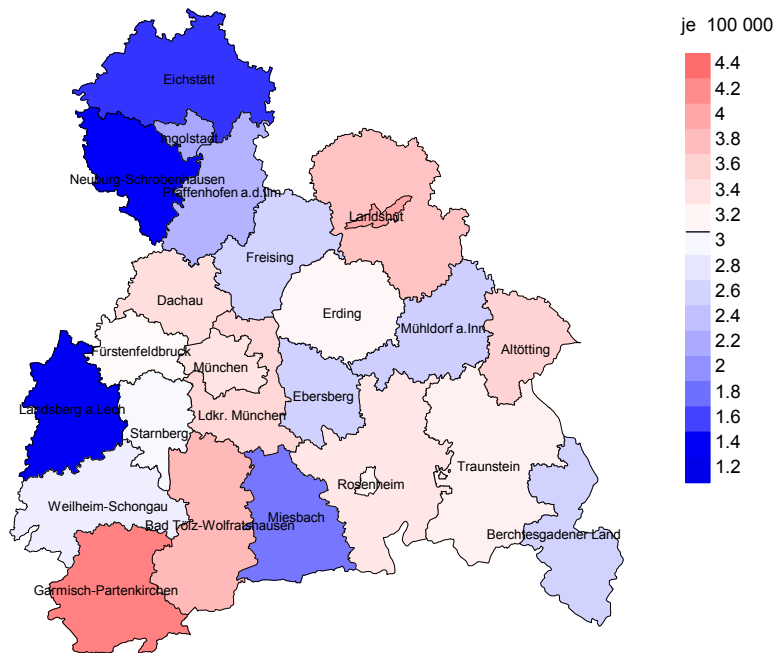 je 100 000
4.4
4.2
4
3.8
3.6
3.4
3.2
3
2.8
2.6
2.4
2.2
2
1.8
1.6
1.4
1.2
Eichstätt
Ingolstadt
Neuburg-Schrobenhausen
Pfaffenhofen a.d.Ilm
Landshut
Freising
Dachau
Erding
Mühldorf a.Inn
Altötting
Fürstenfeldbruck
München
Ebersberg
Landsberg a.Lech
Ldkr. München
Starnberg
Traunstein
Rosenheim
Weilheim-Schongau
Miesbach
Bad Tölz-Wolfratshausen
Berchtesgadener Land
Garmisch-Partenkirchen